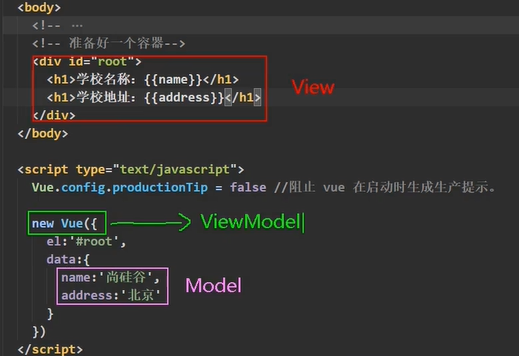 <body>
<!-- …
<!-- 准备好一个容器-->
<div id="root">
<h1>学校名称：{{name}}</h1>
<h1>学校地址：{{address}}</h1>
View
</div>
</body>
<script type="text/javascript">
Vue.config.productionTip = false //阻止 vue 在启动时生成生产提示。
new Vue({
ViewModel
el:'#root',
data:{
name:'尚硅谷',
address:'北京'
Model
}
})
</script>